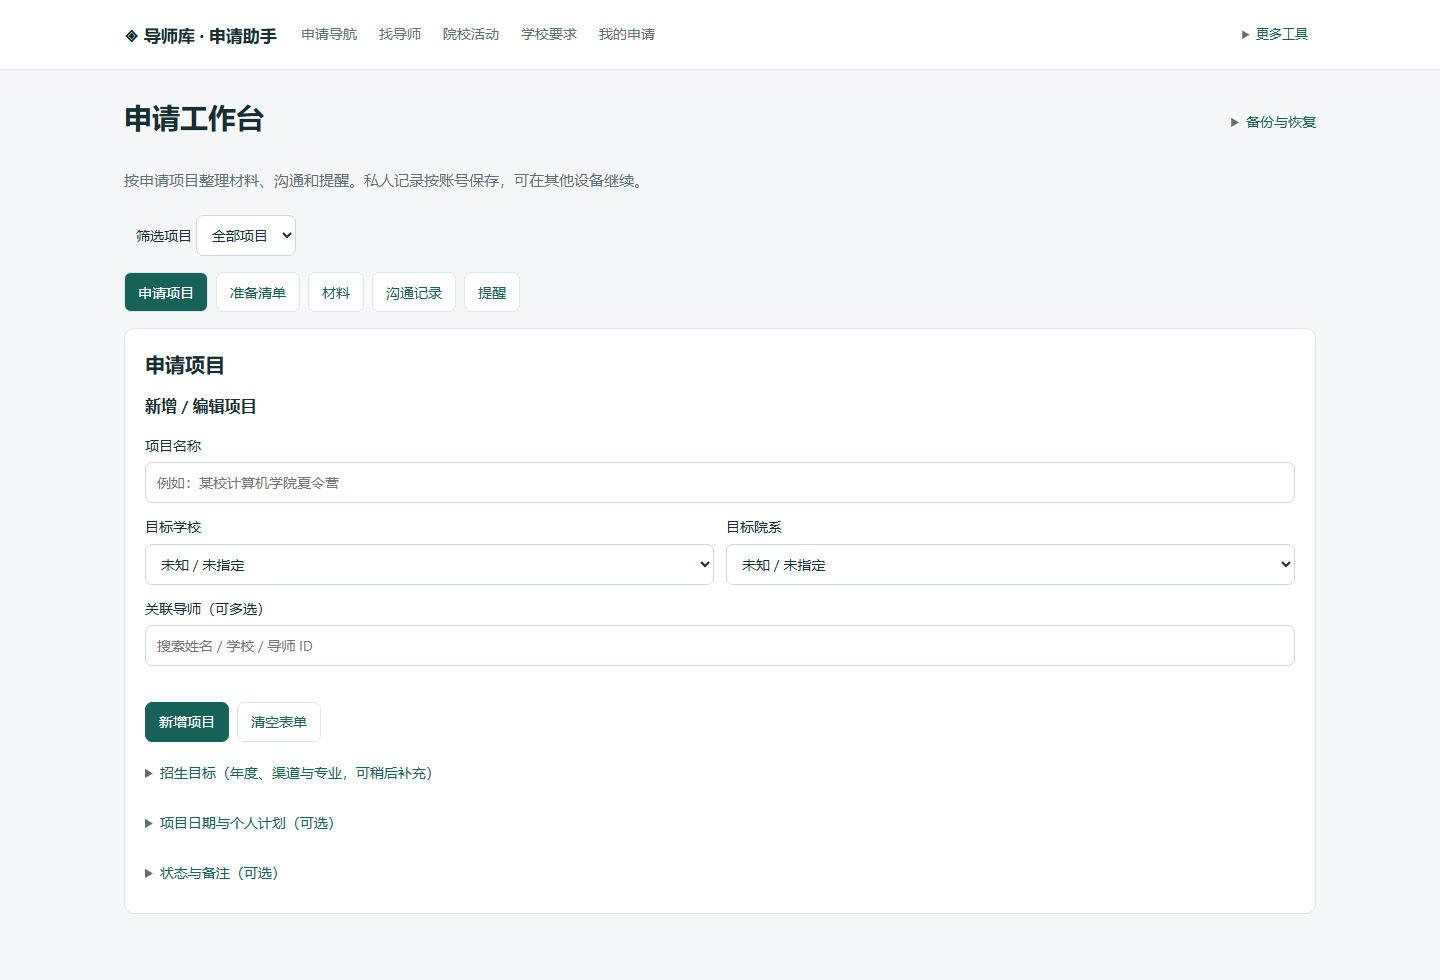 ◈ 导师库 · 申请助手 申请导航 找导师 院校活动 学校要求 我的申请 ▶ 更多工具
申请工作台
▶ 备份与恢复
按申请项目整理材料、沟通和提醒。私人记录按账号保存，可在其他设备继续。
筛选项目 全部项目
申请项目 准备清单 材料 沟通记录 提醒
申请项目
新增 / 编辑项目
项目名称
例如：某校计算机学院夏令营
目标学校 目标院系
未知 / 未指定 未知 / 未指定
关联导师（可多选）
搜索姓名 / 学校 / 导师 ID
新增项目 清空表单
▶ 招生目标（年度、渠道与专业，可稍后补充）
▶ 项目日期与个人计划（可选）
▶ 状态与备注（可选）